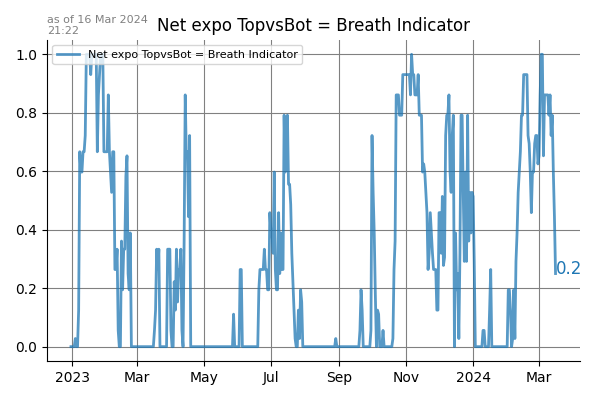 as of 16 Mar 2024
21:22
Net expo TopvsBot = Breath Indicator
Net expo TopvsBot = Breath Indicator
1.0
0.8
0.6
0.4
0.2
0.0
0.2
2023 Mar May Jul Sep Nov 2024 Mar